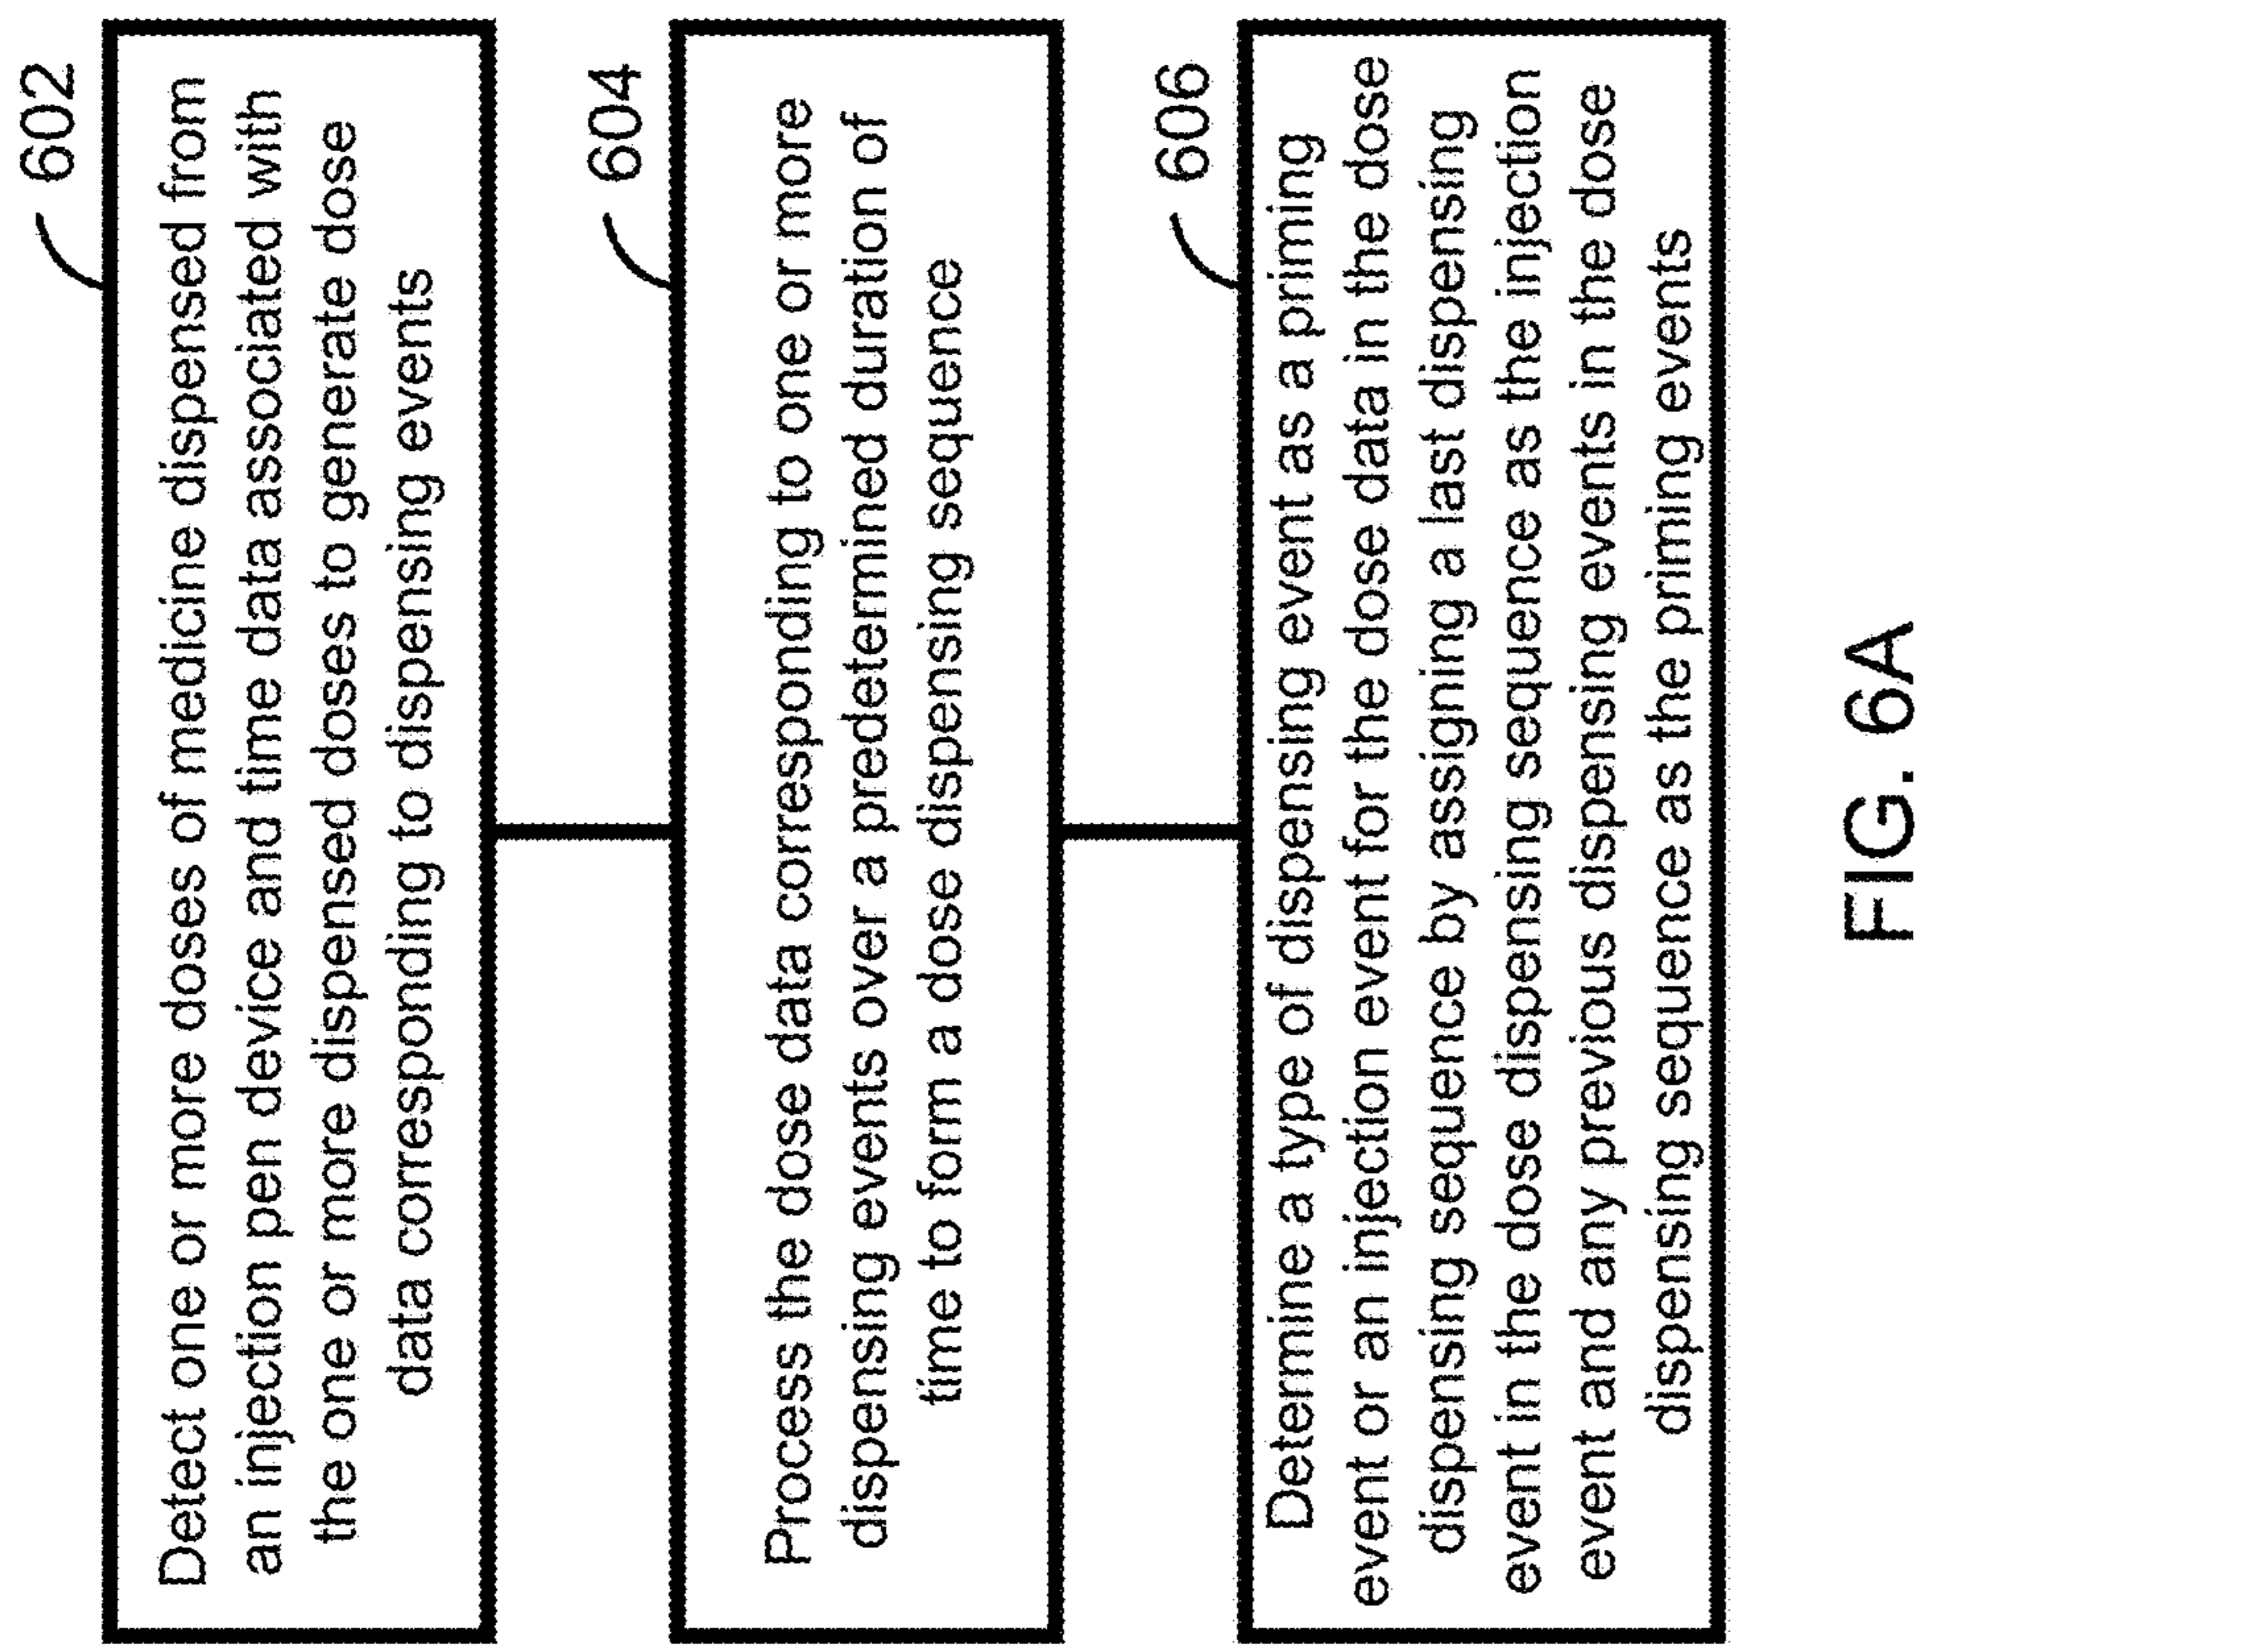 602
Detect one or more doses of medicine dispensed from
an injection pen device and time data associated with
the one or more dispensed doses to generate dose
data corresponding to dispensing events
604
Process the dose data corresponding to one or more
dispensing events over a predetermined duration of
time to form a dose dispensing sequence
606
Determine a type of dispensing event as a priming
event or an injection event for the dose data in the dose
dispensing sequence by assigning a last dispensing
event in the dose dispensing sequence as the injection
event and any previous dispensing events in the dose
dispensing sequence as the priming events
FIG. 6A